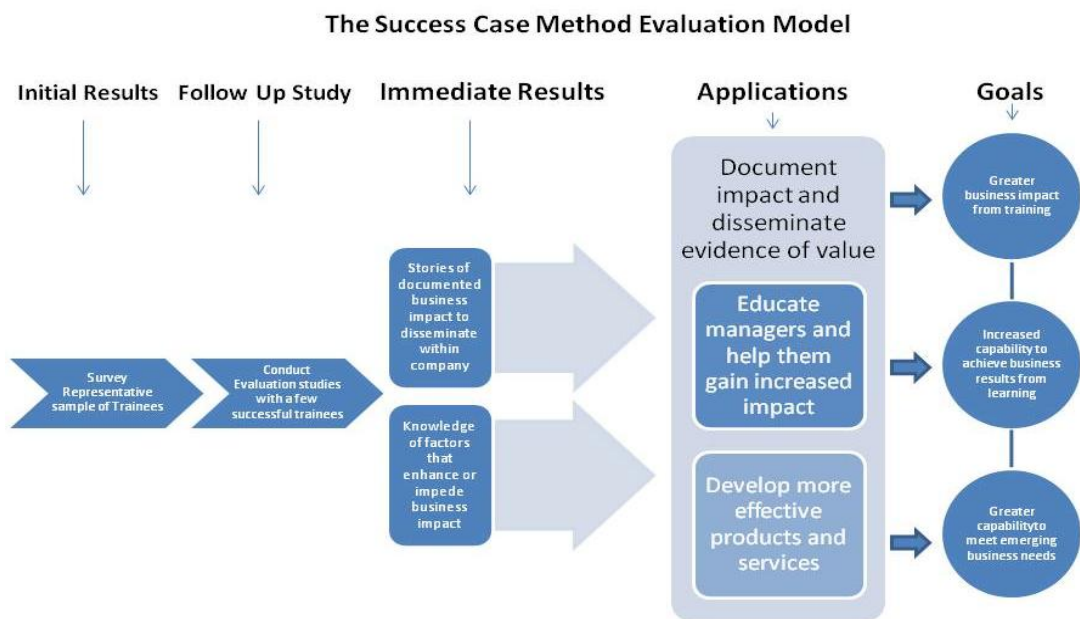 The Success Case Method Evaluation Model
Initial Results
Follow Up Study
Immediate Results
Applications
Goals
Survey
Representative
sample of Trainees
Conduct
Evaluation studies
with a few
successful trainees
Stories of
documented
business
impact to
disseminate
within
company
Knowledge
of factors
that
enhance or
impede
business
impact
Document
impact and
disseminate
evidence of value
Educate
managers and
help them
gain increased
impact
Develop more
effective
products and
services
Greater
business impact
from training
Increased
capability to
achieve business
results from
learning
Greater
capabilityto
meet emerging
business needs